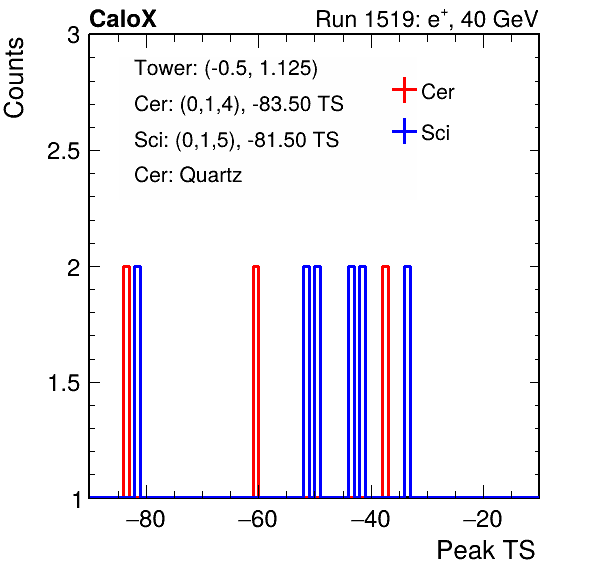 CaloX Run 1519: e+, 40 GeV
Counts
3
2.5
2
1.5
1
Tower: (-0.5, 1.125)
Cer: (0,1,4), -83.50 TS
Sci: (0,1,5), -81.50 TS
Cer: Quartz
Cer
Sci
−80 −60 −40 −20
Peak TS